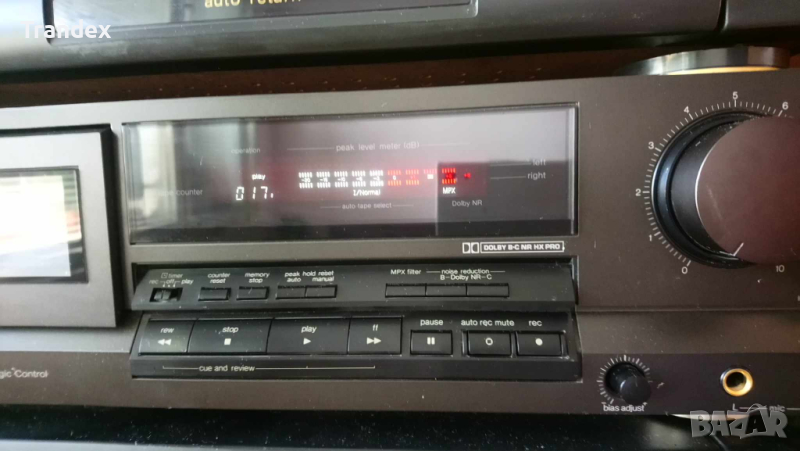 Trandex
auto return
operation
peak level meter (dB)
left
right
play
counter
017
I/Normal
MPX
auto tape select
Dolby NR
DOLBY B-C NR HX PRO
timer
rec-off-play
counter reset
memory stop
peak hold reset
auto manual
MPX filter
noise reduction
B-Dolby NR-C
rew
stop
play
ff
pause
auto rec mute
rec
cue and review
Control
bias adjust
0
2
3
4
5
6
10
BAZAR